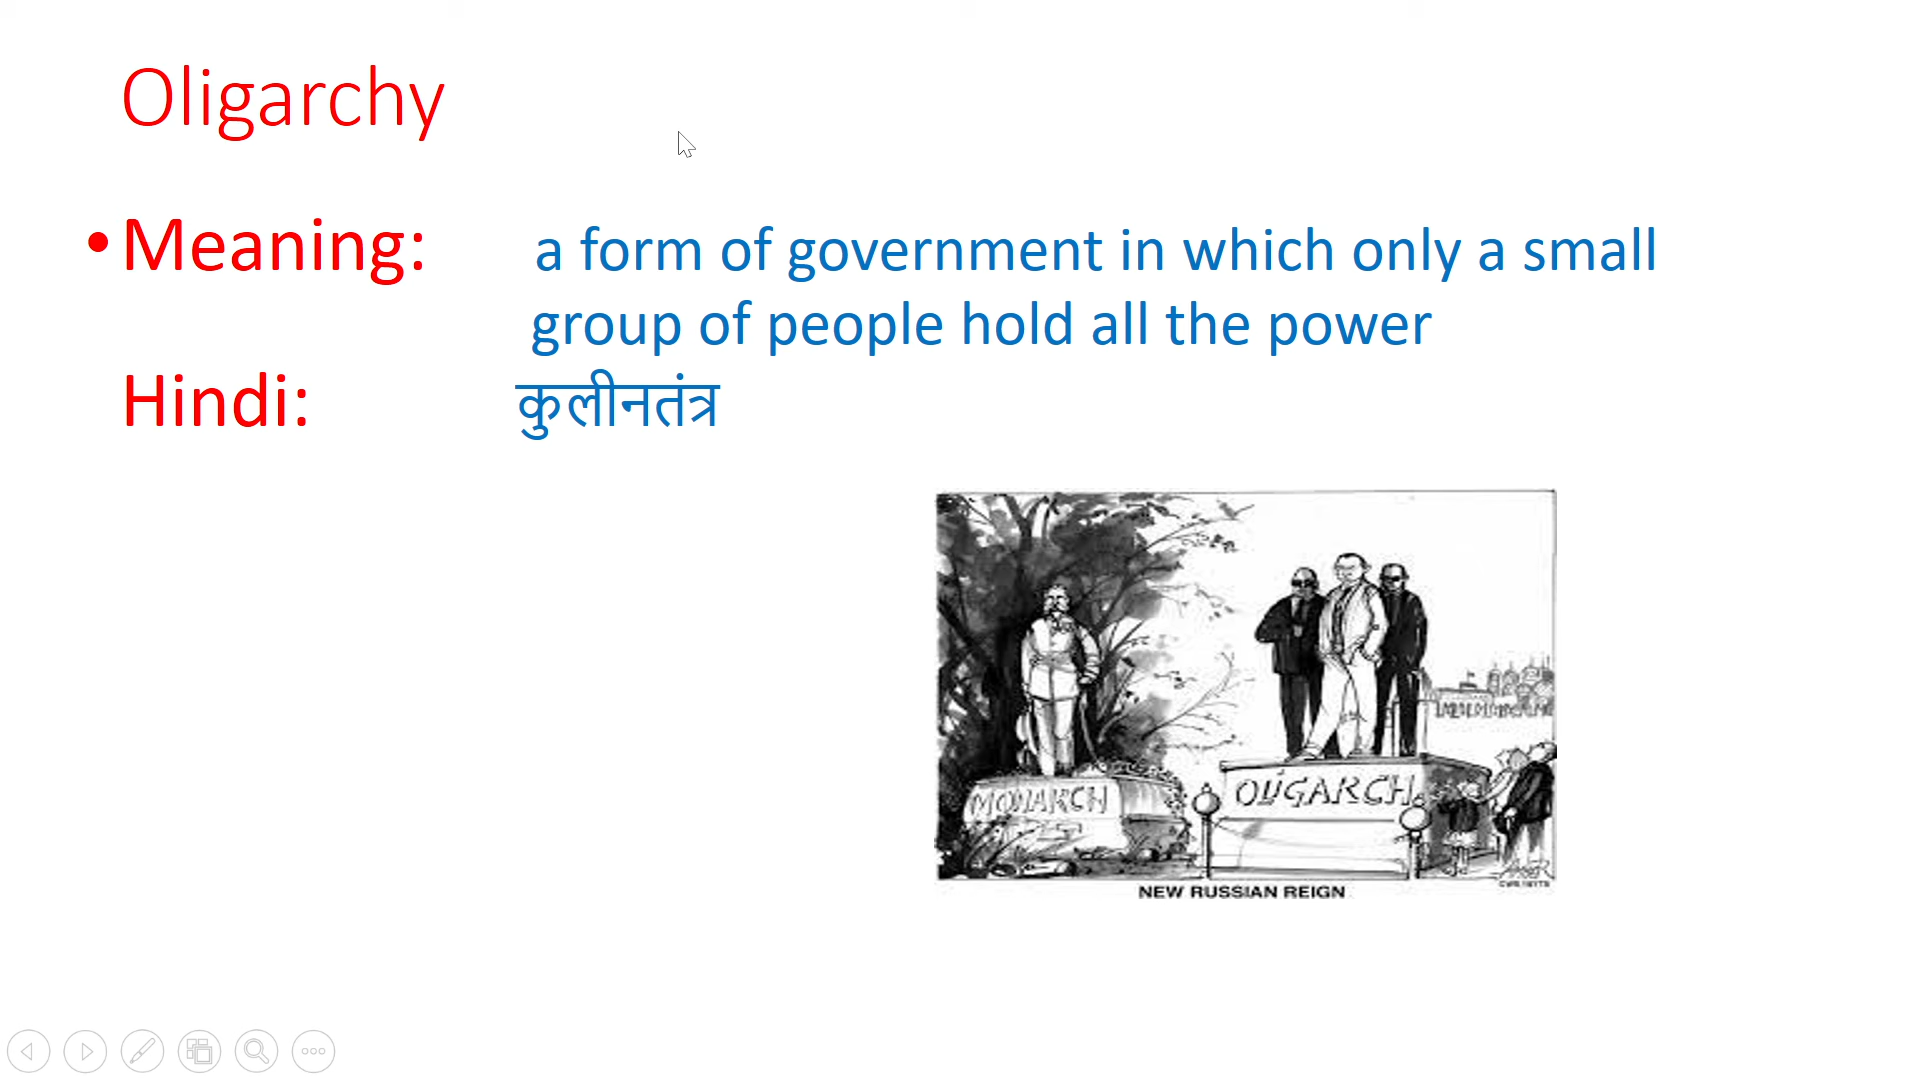 Oligarchy
• Meaning: a form of government in which only a small
group of people hold all the power
Hindi: कुलीनतंत्र
MONARCH
OLiGARCH
NEW RUSSIAN REIGN